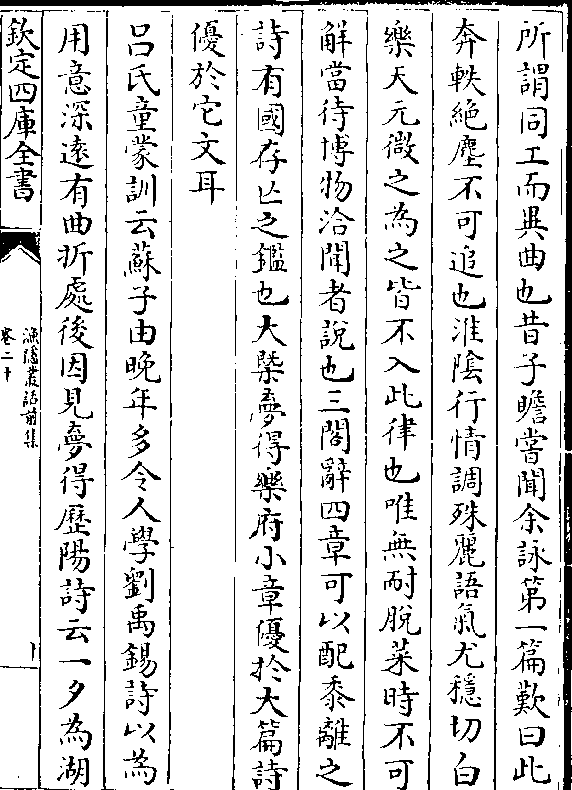 所謂同工而異曲也昔子瞻嘗聞余詠第一篇歎曰此
奔軼絶塵不可追也淮陰行情調殊麗語氣尤穩切白
樂天元微之為之皆不入此律也唯無耐脱菜時不可
解當待博物洽聞者說也三閣辭四章可以配黍離之
詩有國存亡之鑑也大槩夢得樂府小章優於大篇詩
優於它文耳
吕氏童蒙訓云蘇子由晚年多令人學劉禹錫詩以為
用意深遠有曲折處後因見夢得歴陽詩云一夕為湖
欽定四庫全書
漁隠叢話前集
卷二十